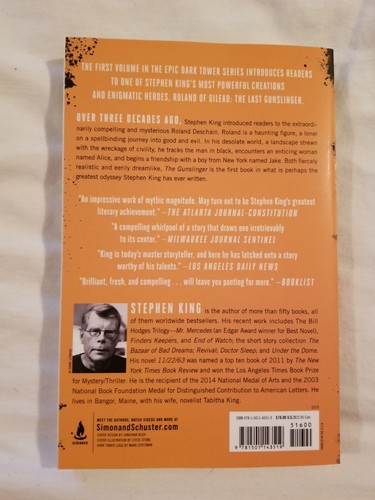 THE FIRST VOLUME IN THE EPIC DARK TOWER SERIES INTRODUCES READERS
TO ONE OF STEPHEN KING'S MOST POWERFUL CREATIONS
AND ENIGMATIC HEROES, ROLAND OF GILEAD: THE LAST GUNSLINGER.
OVER THREE DECADES AGO, Stephen King introduced readers to the extraordi-
narily compelling and mysterious Roland Deschain. Roland is a haunting figure, a loner
on a spellbinding journey into good and evil. In his desolate world, a landscape strewn
with the wreckage of civility, he tracks the man in black, encounters an enticing woman
named Alice, and begins a friendship with a boy from New York named Jake. Both fiercely
realistic and eerily dreamlike, The Gunslinger is the first book in what is perhaps the
greatest odyssey Stephen King has ever written.
"An impressive work of mythic magnitude. May turn out to be Stephen King's greatest
literary achievement." —THE ATLANTA JOURNAL-CONSTITUTION
"A compelling whirlpool of a story that draws one irretrievably
to its center." —MILWAUKEE JOURNAL SENTINEL
"King is today's master storyteller, and here he has latched onto a story
worthy of his talents." —LOS ANGELES DAILY NEWS
"Brilliant, fresh, and compelling . . . will leave you panting for more." —BOOKLIST
STEPHEN KING is the author of more than fifty books, all
of them worldwide bestsellers. His recent work includes The Bill
Hodges Trilogy—Mr. Mercedes (an Edgar Award winner for Best Novel),
Finders Keepers, and End of Watch; the short story collection The
Bazaar of Bad Dreams; Revival; Doctor Sleep; and Under the Dome.
His novel 11/22/63 was named a top ten book of 2011 by The New
York Times Book Review and won the Los Angeles Times Book Prize
for Mystery/Thriller. He is the recipient of the 2014 National Medal of Arts and the 2003
National Book Foundation Medal for Distinguished Contribution to American Letters. He
lives in Bangor, Maine, with his wife, novelist Tabitha King.
MEET THE AUTHORS, WATCH VIDEOS AND MORE AT
SimonandSchuster.com
51600
9 781501 143519